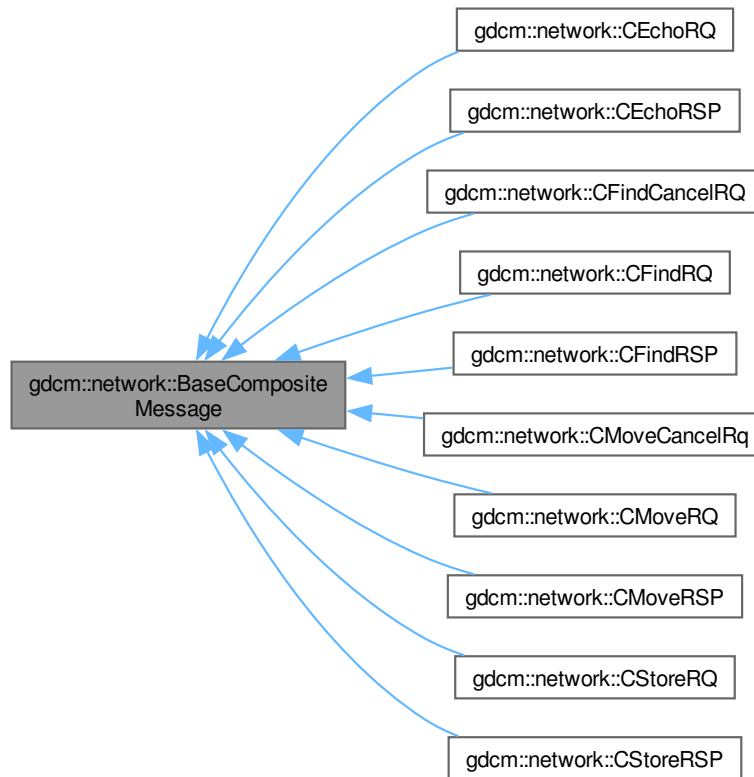 gdcm::network::CEchoRQ
gdcm::network::CEchoRSP
gdcm::network::CFindCancelRQ
gdcm::network::CFindRQ
gdcm::network::CFindRSP
gdcm::network::BaseComposite
Message
gdcm::network::CMoveCancelRq
gdcm::network::CMoveRQ
gdcm::network::CMoveRSP
gdcm::network::CStoreRQ
gdcm::network::CStoreRSP